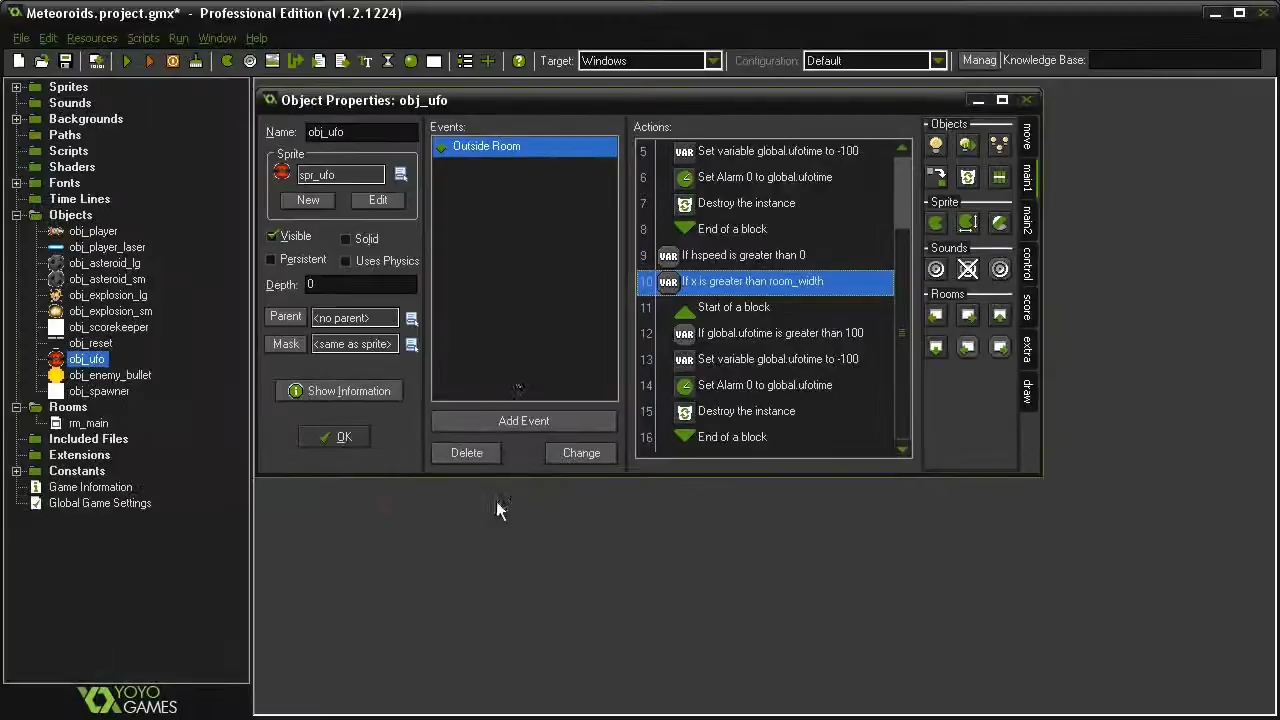 Meteoroids.project.gmx* - Professional Edition (v1.2.1224)
File Edit Resources Scripts Run Window Help
Target: Windows Configuration: Default Manag Knowledge Base:
Sprites
Sounds
Backgrounds
Paths
Scripts
Shaders
Fonts
Time Lines
Objects
obj_player
obj_player_laser
obj_asteroid_lg
obj_asteroid_sm
obj_explosion_lg
obj_explosion_sm
obj_scorekeeper
obj_reset
obj_ufo
obj_enemy_bullet
obj_spawner
Rooms
rm_main
Included Files
Extensions
Constants
Game Information
Global Game Settings
YOYO
GAMES
Object Properties: obj_ufo
Name: obj_ufo
Sprite
spr_ufo
New Edit
Visible Solid
Persistent Uses Physics
Depth: 0
Parent <no parent>
Mask <same as sprite>
Show Information
OK
Events:
Outside Room
Add Event
Delete Change
Actions:
5 VAR Set variable global.ufotime to -100
6 Set Alarm 0 to global.ufotime
7 Destroy the instance
8 End of a block
9 VAR If hspeed is greater than 0
10 VAR If x is greater than room_width
11 Start of a block
12 VAR If global.ufotime is greater than 100
13 VAR Set variable global.ufotime to -100
14 Set Alarm 0 to global.ufotime
15 Destroy the instance
16 End of a block
Objects
Sprite
Sounds
Rooms
move
main1
main2
control
score
extra
draw